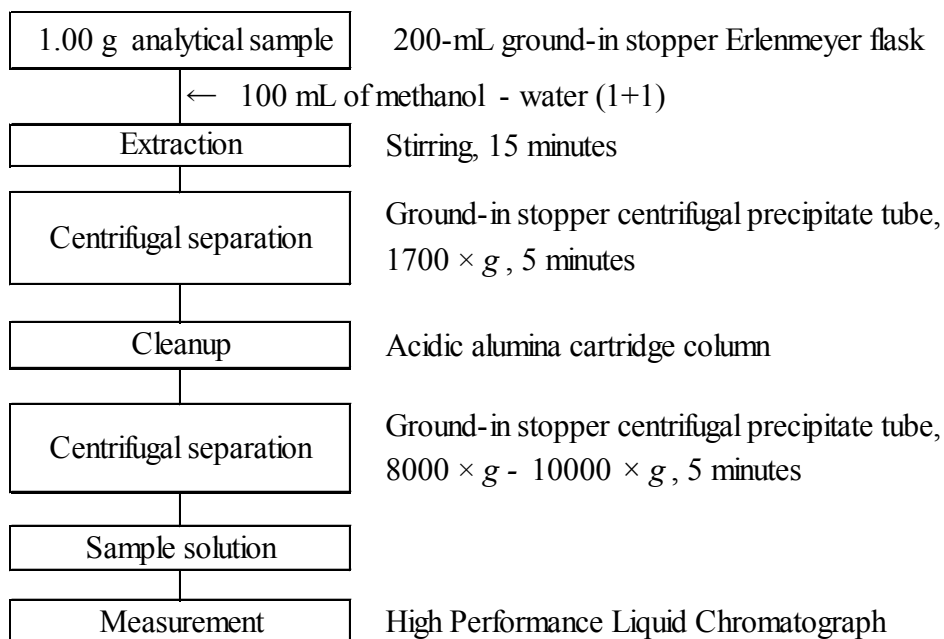 1.00 g analytical sample 200-mL ground-in stopper Erlenmeyer flask
← 100 mL of methanol - water (1+1)
Extraction Stirring, 15 minutes
Centrifugal separation
Ground-in stopper centrifugal precipitate tube,
1700 × g , 5 minutes
Cleanup Acidic alumina cartridge column
Centrifugal separation
Ground-in stopper centrifugal precipitate tube,
8000 × g - 10000 × g , 5 minutes
Sample solution
Measurement High Performance Liquid Chromatograph